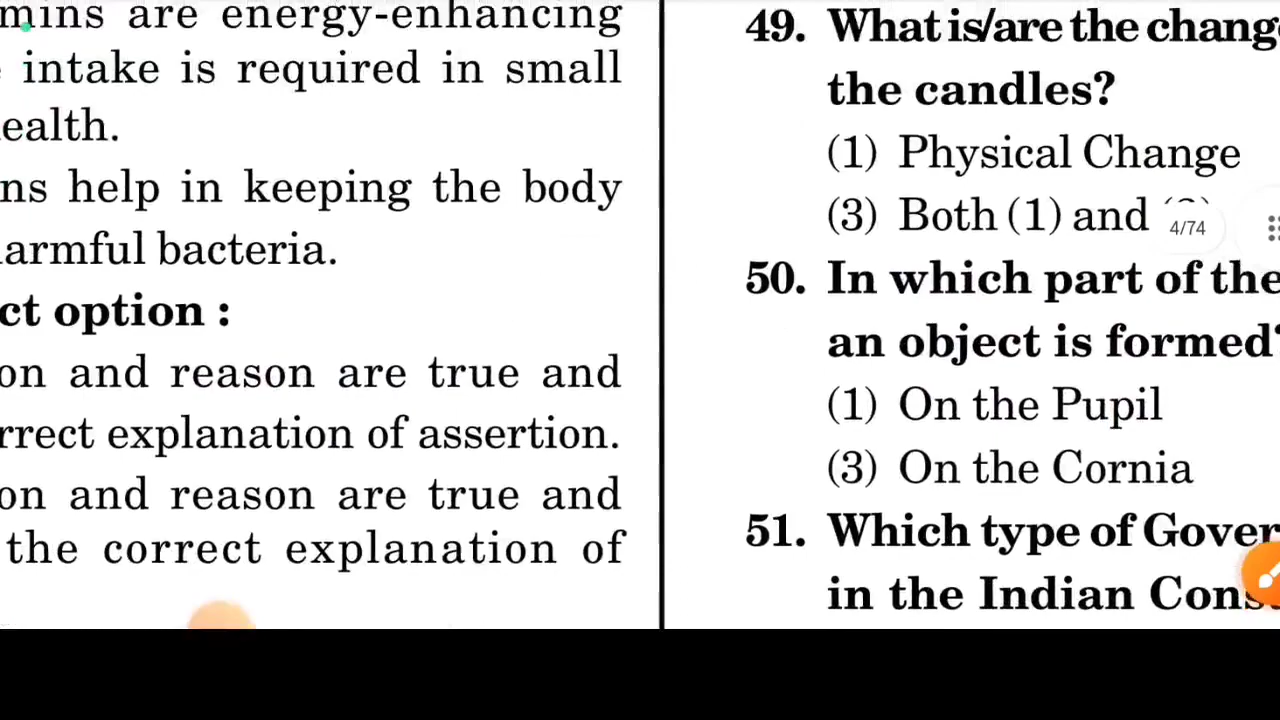 mins are energy-enhancing
intake is required in small
ealth.
ns help in keeping the body
armful bacteria.
ct option :
on and reason are true and
rrect explanation of assertion.
on and reason are true and
the correct explanation of
49. What is/are the chang
the candles?
(1) Physical Change
(3) Both (1) and
4/74
50. In which part of the
an object is formed?
(1) On the Pupil
(3) On the Cornia
51. Which type of Gover
in the Indian Cons